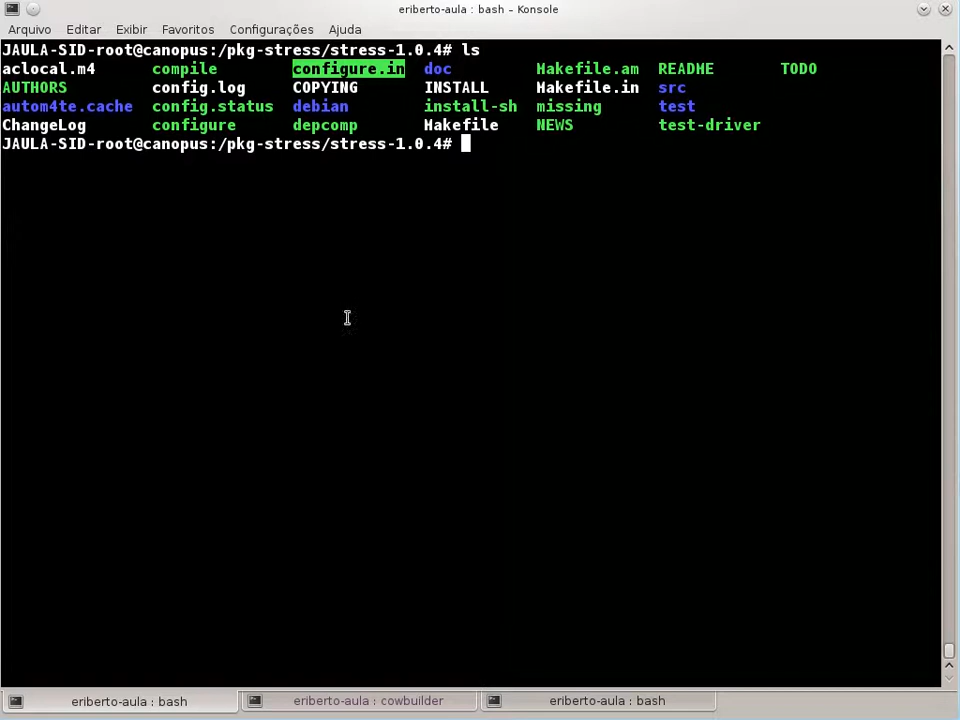 eriberto-aula : bash – Konsole
Arquivo Editar Exibir Favoritos Configurações Ajuda
JAULA-SID-root@canopus:/pkg-stress/stress-1.0.4# ls
aclocal.m4 compile configure.in doc Makefile.am README TODO
AUTHORS config.log COPYING INSTALL Makefile.in src
autom4te.cache config.status debian install-sh missing test
ChangeLog configure depcomp Makefile NEWS test-driver
JAULA-SID-root@canopus:/pkg-stress/stress-1.0.4#
eriberto-aula : bash eriberto-aula : cowbuilder eriberto-aula : bash